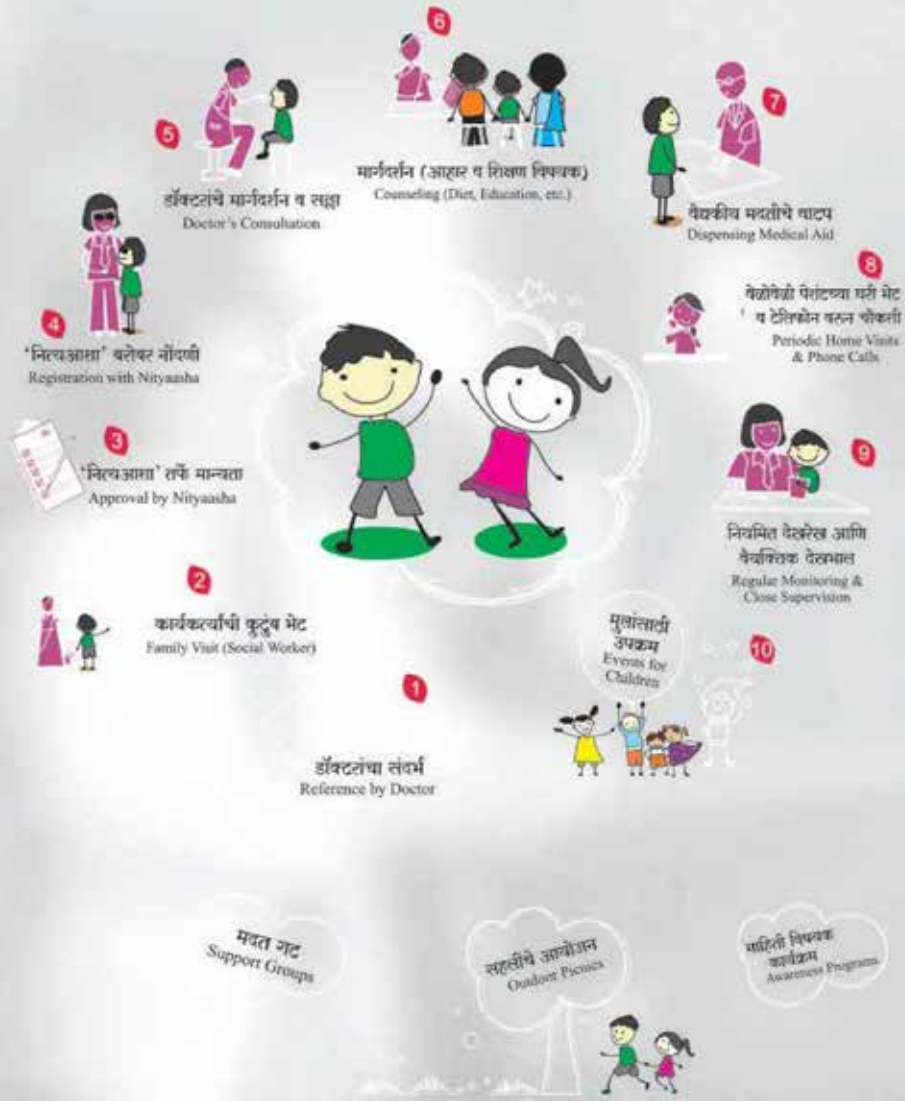 1
डॉक्टरांचा संदर्भ
Reference by Doctor
2
कार्यकर्त्यांची कुटुंब भेट
Family Visit (Social Worker)
3
'नित्यआशा' तर्फे मान्यता
Approval by Nityaasha
4
'नित्यआशा' बरोबर नोंदणी
Registration with Nityaasha
5
डॉक्टरांचे मार्गदर्शन व सल्ला
Doctor's Consultation
6
मार्गदर्शन (आहार व शिक्षण विषयक)
Counseling (Diet, Education, etc.)
7
वैद्यकीय मदतीचे वाटप
Dispensing Medical Aid
8
वेळोवेळी पेशंटच्या घरी भेट
व टेलिफोन वरून चौकशी
Periodic Home Visits
& Phone Calls
9
नियमित देखरेख आणि
वैयक्तिक देखभाल
Regular Monitoring &
Close Supervision
10
मुलांसाठी
उपक्रम
Events for
Children
मदत गट
Support Groups
सहलीचे आयोजन
Outdoor Picnics
माहिती विषयक
कार्यक्रम
Awareness Programs